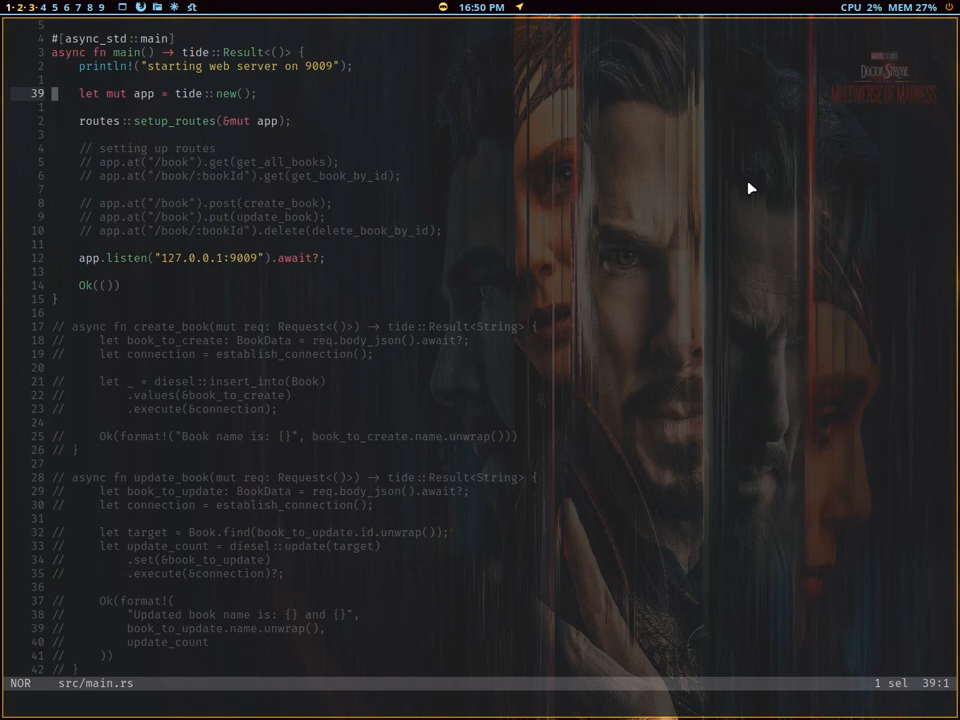 1· 2· 3· 4 5 6 7 8 9
16:50 PM
CPU 2% MEM 27%
5
4 #[async_std::main]
3 async fn main() -> tide::Result<()> {
2     println!("starting web server on 9009");
1
39     let mut app = tide::new();
1
2     routes::setup_routes(&mut app);
3
4     // setting up routes
5     // app.at("/book").get(get_all_books);
6     // app.at("/book/:bookId").get(get_book_by_id);
7
8     // app.at("/book").post(create_book);
9     // app.at("/book").put(update_book);
10     // app.at("/book/:bookId").delete(delete_book_by_id);
11
12     app.listen("127.0.0.1:9009").await?;
13
14     Ok(())
15 }
16
17 // async fn create_book(mut req: Request<()>) -> tide::Result<String> {
18 //     let book_to_create: BookData = req.body_json().await?;
19 //     let connection = establish_connection();
20
21 //     let _ = diesel::insert_into(Book)
22 //         .values(&book_to_create)
23 //         .execute(&connection);
24
25 //     Ok(format!("Book name is: {}", book_to_create.name.unwrap()))
26 // }
27
28 // async fn update_book(mut req: Request<()>) -> tide::Result<String> {
29 //     let book_to_update: BookData = req.body_json().await?;
30 //     let connection = establish_connection();
31
32 //     let target = Book.find(book_to_update.id.unwrap());
33 //     let update_count = diesel::update(target)
34 //         .set(&book_to_update)
35 //         .execute(&connection)?;
36
37 //     Ok(format!(
38 //         "Updated book name is: {} and {}",
39 //         book_to_update.name.unwrap(),
40 //         update_count
41 //     ))
42 // }
NOR src/main.rs 1 sel 39:1
DOCTOR STRANGE
MULTIVERSE OF MADNESS